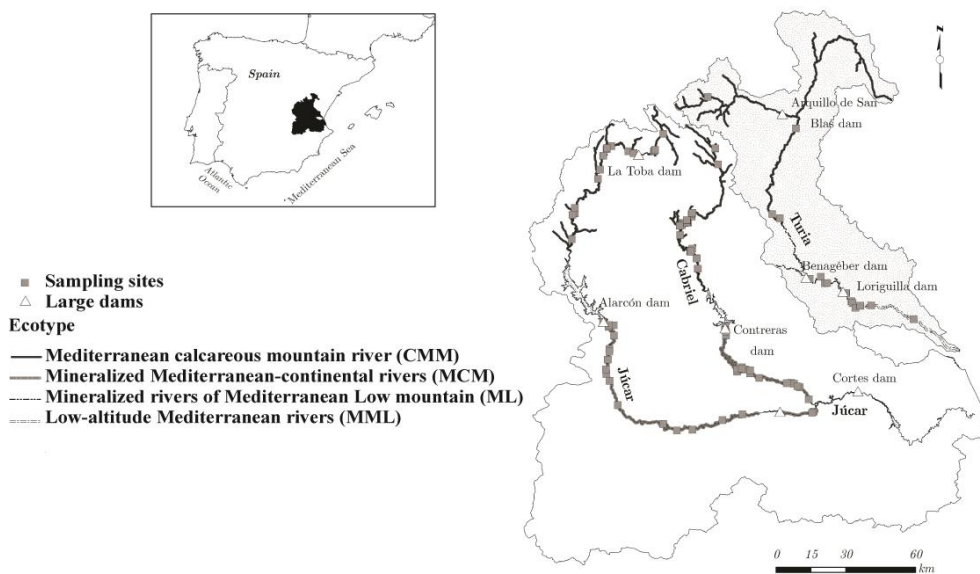 Spain
Atlantic
Ocean
Mediterranean Sea
N
Sampling sites
Large dams
Ecotype
Mediterranean calcareous mountain river (CMM)
Mineralized Mediterranean-continental rivers (MCM)
Mineralized rivers of Mediterranean Low mountain (ML)
Low-altitude Mediterranean rivers (MML)
Arquillo de San
Blas dam
La Toba dam
Turia
Cabriel
Benagéber dam
Loriguilla dam
Alarcón dam
Contreras
dam
Júcar
Cortes dam
Júcar
0 15 30 60
km